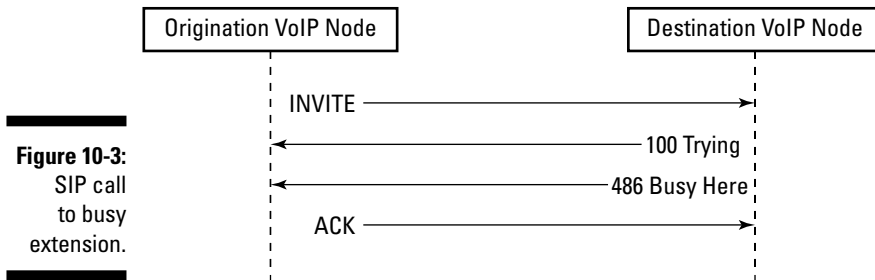 Origination VoIP Node
Destination VoIP Node
INVITE
100 Trying
486 Busy Here
ACK
Figure 10-3:
SIP call
to busy
extension.